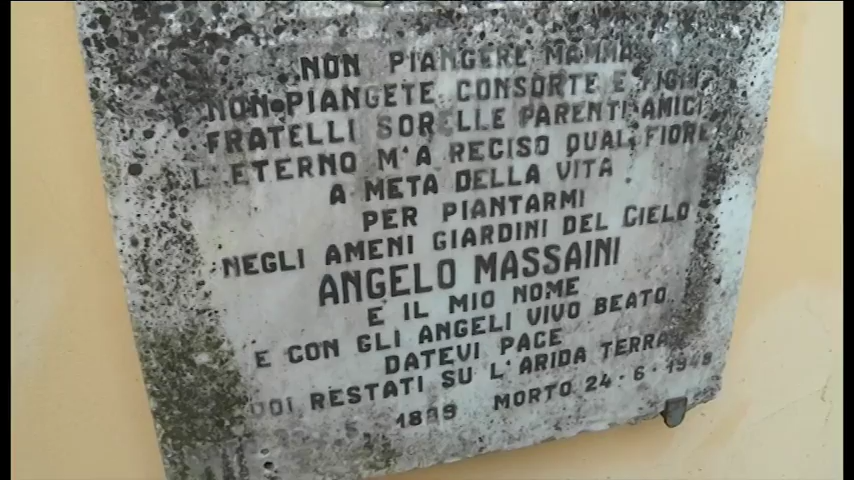 NON PIANGERE MAMMA
NON PIANGETE CONSORTE E FIGLI
FRATELLI SORELLE PARENTI AMICI
L'ETERNO M'A RECISO QUAL FIORE
A META DELLA VITA
PER PIANTARMI
NEGLI AMENI GIARDINI DEL CIELO
ANGELO MASSAINI
E IL MIO NOME
E CON GLI ANGELI VIVO BEATO
DATEVI PACE
VOI RESTATI SU L'ARIDA TERRA
MORTO 24·6·